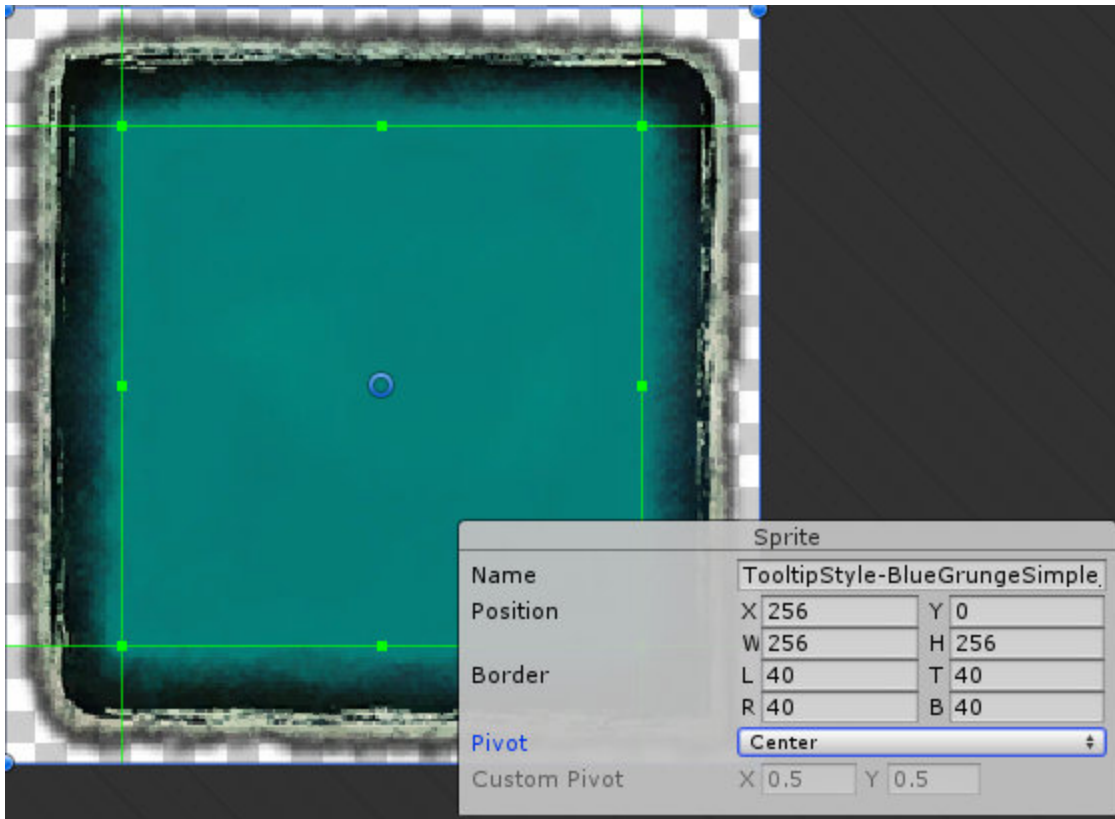 Sprite
Name TooltipStyle-BlueGrungeSimple_
Position X 256 Y 0
W 256 H 256
Border L 40 T 40
R 40 B 40
Pivot Center
Custom Pivot X 0.5 Y 0.5